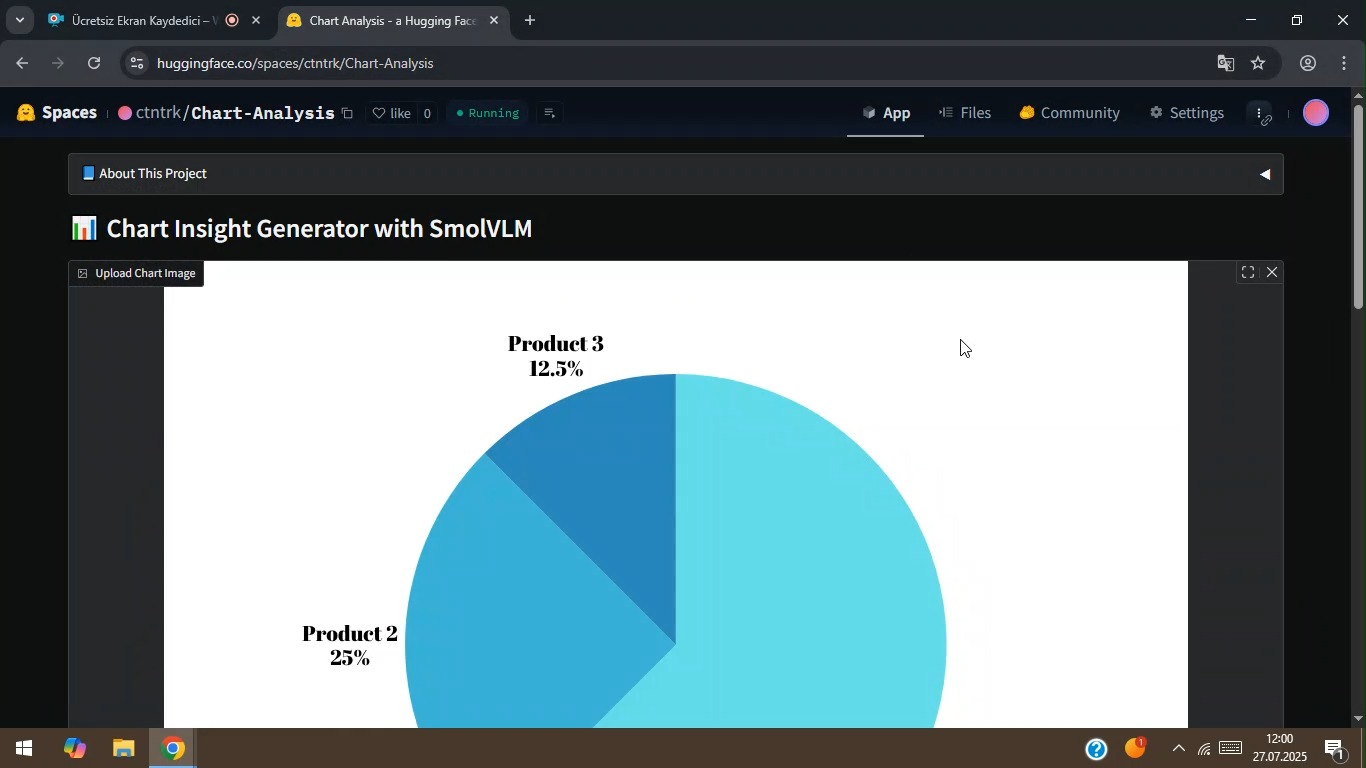 Ücretsiz Ekran Kaydedici –
Chart Analysis - a Hugging Face
huggingface.co/spaces/ctntrk/Chart-Analysis
Spaces
ctntrk/Chart-Analysis
like 0
Running
App
Files
Community
Settings
About This Project
Chart Insight Generator with SmolVLM
Upload Chart Image
Product 3
12.5%
Product 2
25%
1
12:00
27.07.2025
1